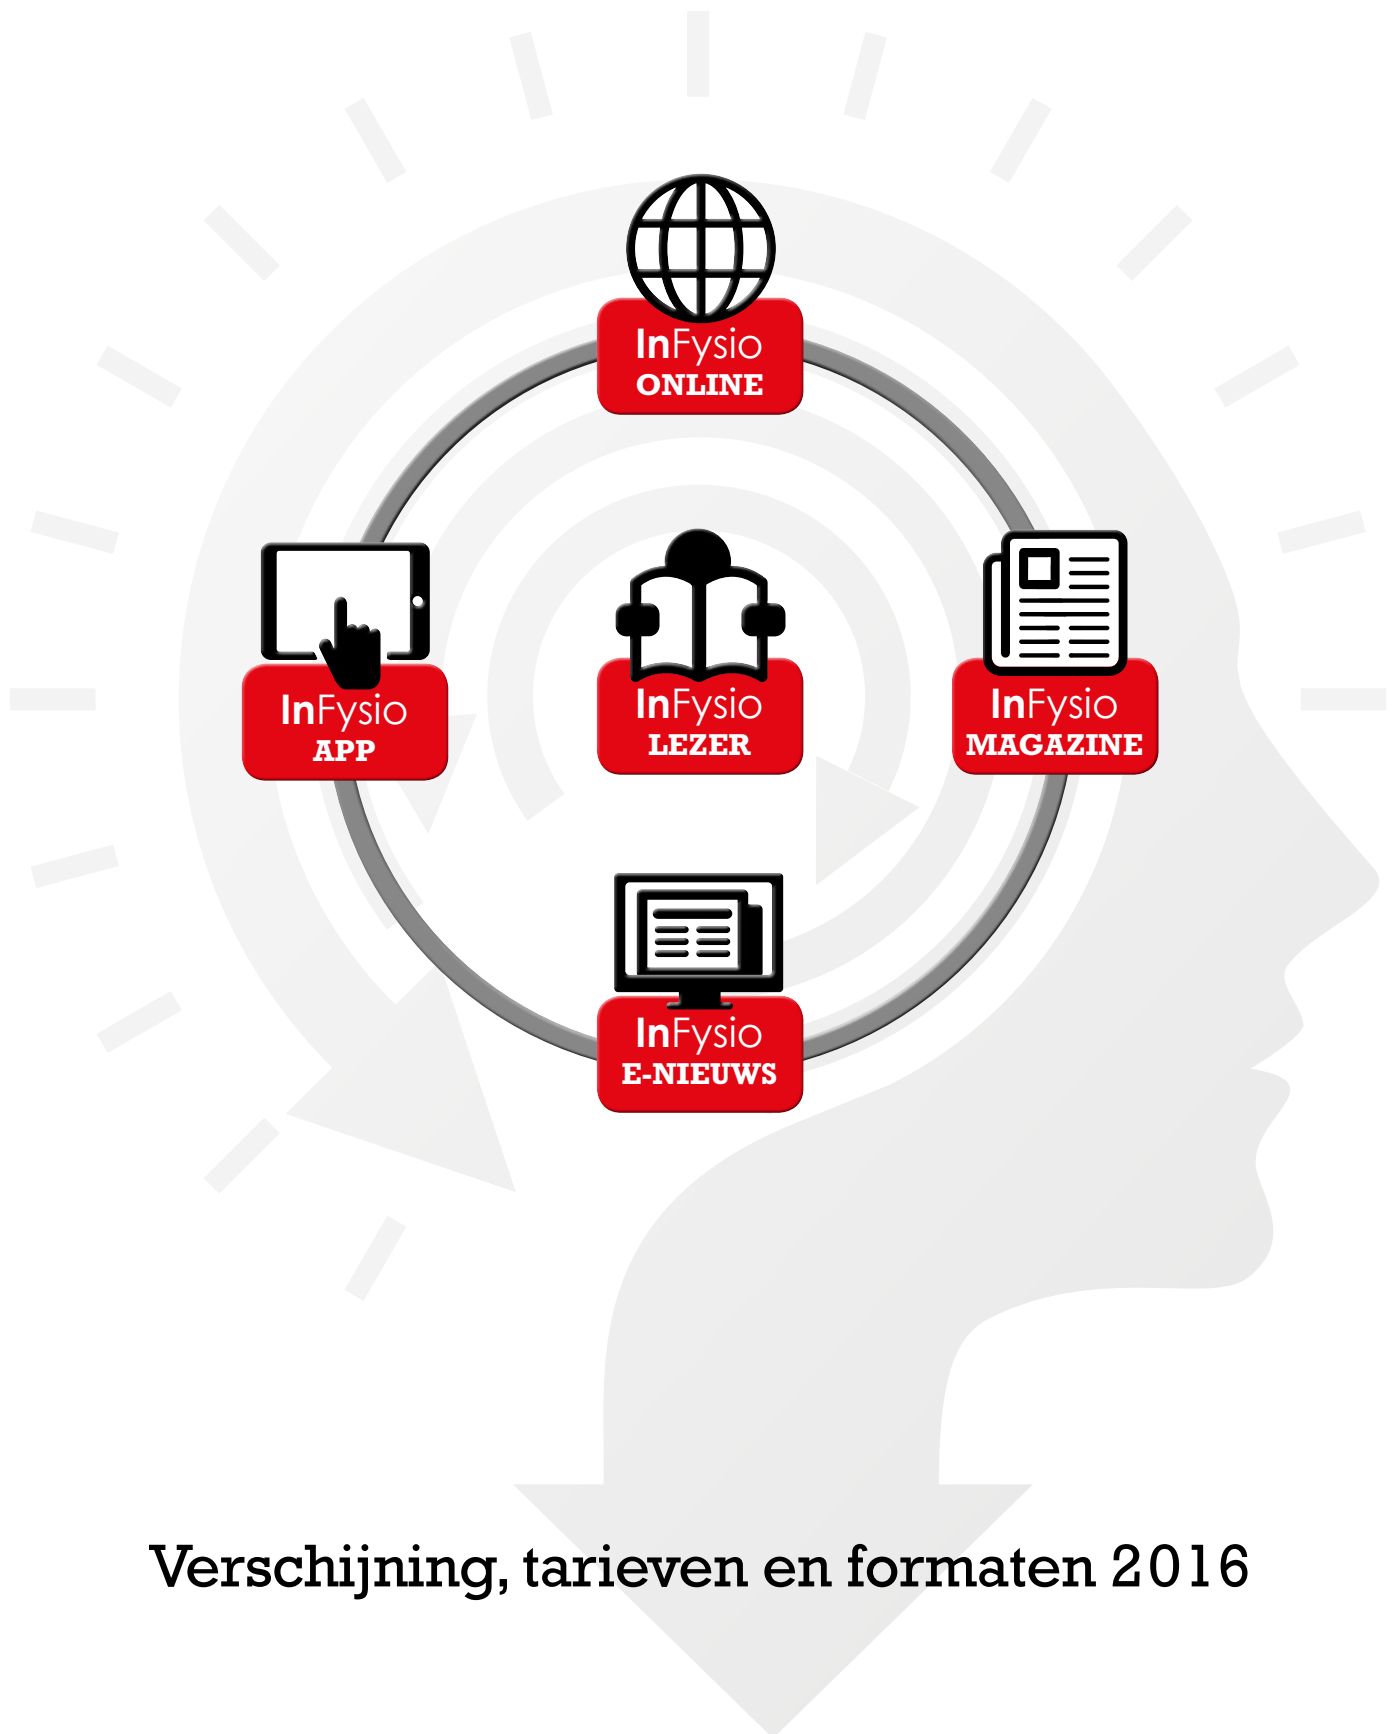 InFysio
ONLINE
InFysio
APP
InFysio
LEZER
InFysio
MAGAZINE
InFysio
E-NIEUWS
Verschijning, tarieven en formaten 2016